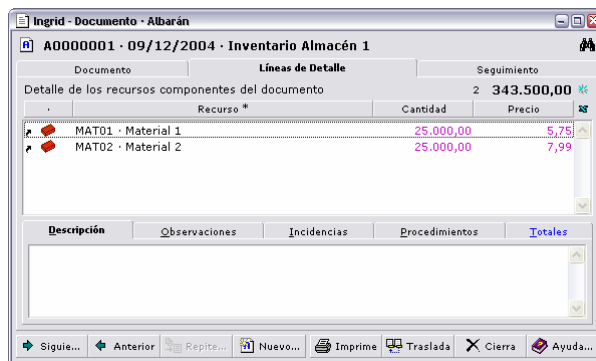 Ingrid - Documento - Albarán
A0000001 · 09/12/2004 · Inventario Almacén 1
Documento Líneas de Detalle Seguimiento
Detalle de los recursos componentes del documento 2 343.500,00
· Recurso * Cantidad Precio
MAT01 · Material 1 25.000,00 5,75
MAT02 · Material 2 25.000,00 7,99
Descripción Observaciones Incidencias Procedimientos Totales
Siguie... Anterior Repite... Nuevo... Imprime Traslada Cierra Ayuda...